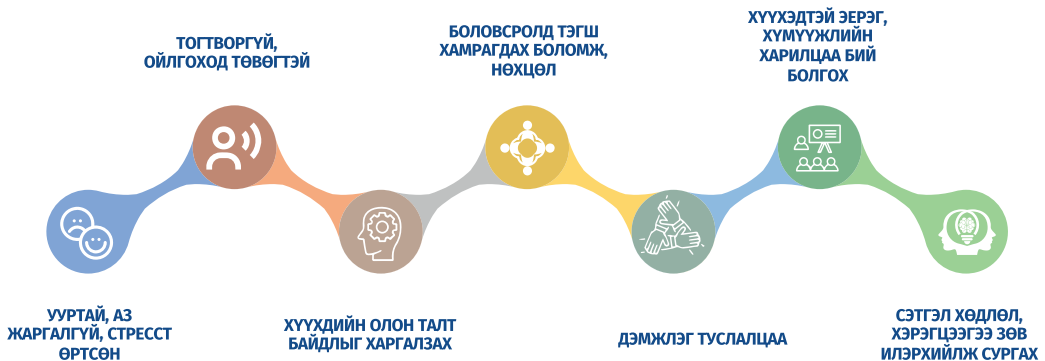 УУРТАЙ, АЗ
ЖАРГАЛГҮЙ, СТРЕССТ
ӨРТСӨН
ТОГТВОРГҮЙ,
ОЙЛГОХОД ТӨВӨГТЭЙ
ХҮҮХДИЙН ОЛОН ТАЛТ
БАЙДЛЫГ ХАРГАЛЗАХ
БОЛОВСРОЛД ТЭГШ
ХАМРАГДАХ БОЛОМЖ,
НӨХЦӨЛ
ДЭМЖЛЭГ ТУСЛАЛЦАА
ХҮҮХЭДТЭЙ ЭЕРЭГ,
ХҮМҮҮЖЛИЙН
ХАРИЛЦАА БИЙ
БОЛГОХ
СЭТГЭЛ ХӨДЛӨЛ,
ХЭРЭГЦЭЭГЭЭ ЗӨВ
ИЛЭРХИЙЛЖ СУРГАХ